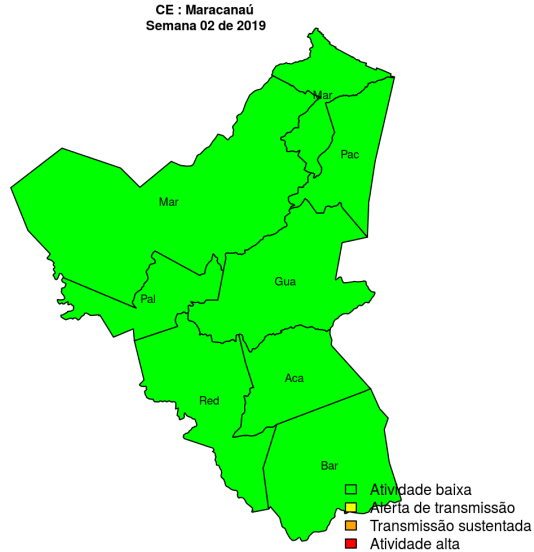 CE : Maracanaú
Semana 02 de 2019
Mar
Pac
Mar
Gua
Pal
Aca
Red
Bar
Atividade baixa
Alerta de transmissão
Transmissão sustentada
Atividade alta